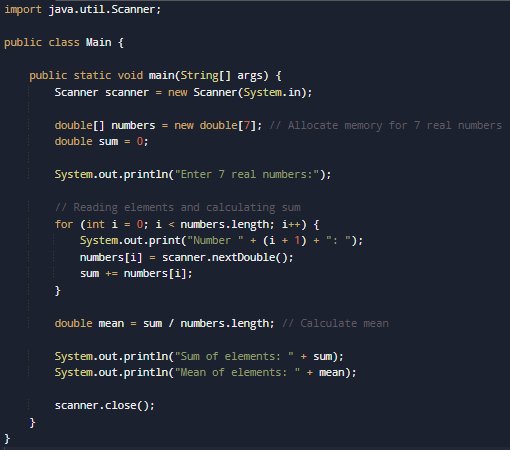 import java.util.Scanner;
public class Main {
public static void main(String[] args) {
Scanner scanner = new Scanner(System.in);
double[] numbers = new double[7]; // Allocate memory for 7 real numbers
double sum = 0;
System.out.println("Enter 7 real numbers:");
// Reading elements and calculating sum
for (int i = 0; i < numbers.length; i++) {
System.out.print("Number " + (i + 1) + ": ");
numbers[i] = scanner.nextDouble();
sum += numbers[i];
}
double mean = sum / numbers.length; // Calculate mean
System.out.println("Sum of elements: " + sum);
System.out.println("Mean of elements: " + mean);
scanner.close();
}
}